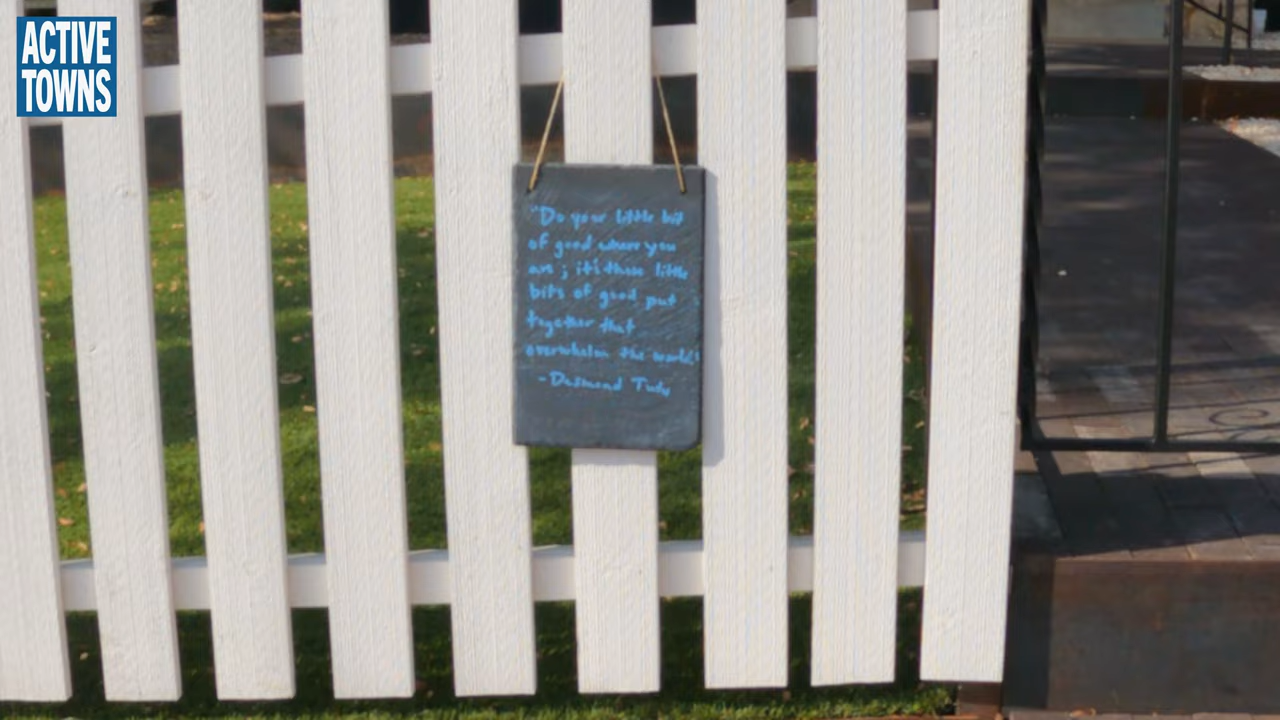 ACTIVE
TOWNS
"Do your little bit
of good where you
are; it's those little
bits of good put
together that
overwhelm the world."
-Desmond Tutu